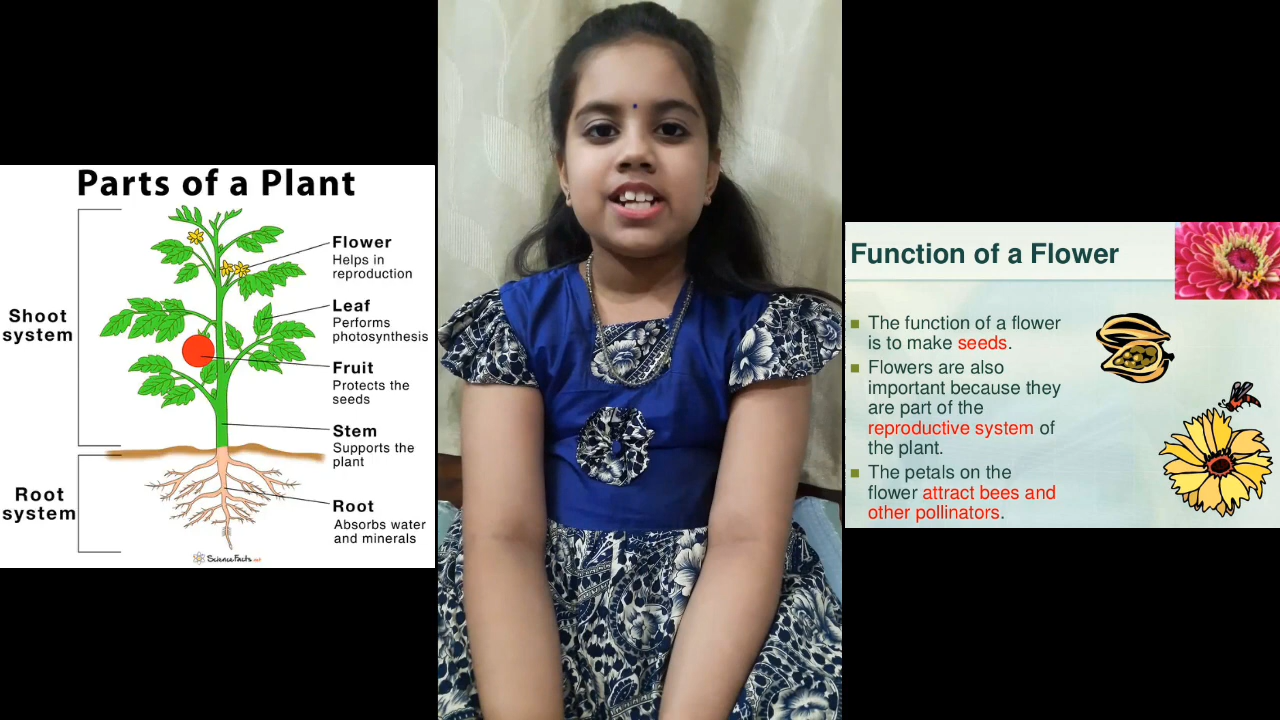 Parts of a Plant
Shoot
system
Root
system
Flower
Helps in
reproduction
Leaf
Performs
photosynthesis
Fruit
Protects the
seeds
Stem
Supports the
plant
Root
Absorbs water
and minerals
ScienceFacts.net
Function of a Flower
The function of a flower
is to make seeds.
Flowers are also
important because they
are part of the
reproductive system of
the plant.
The petals on the
flower attract bees and
other pollinators.